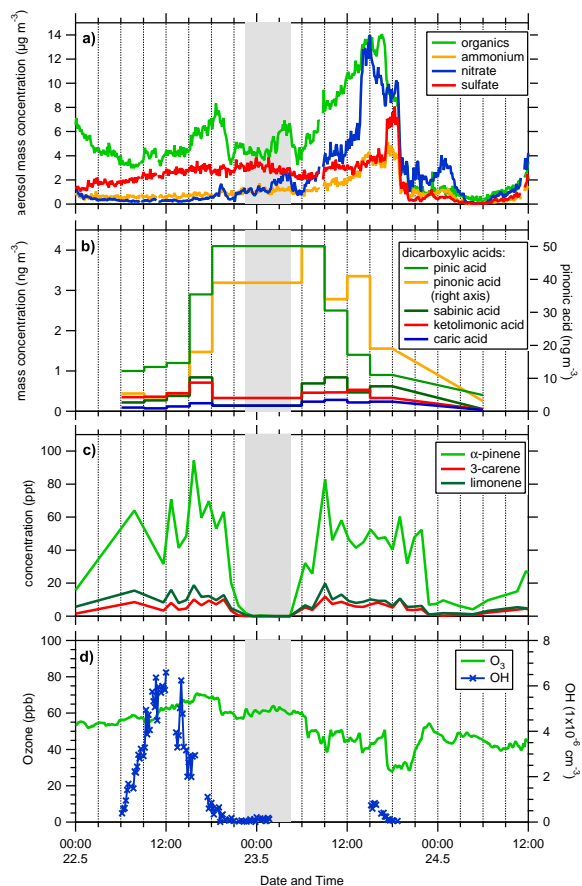 a)
aerosol mass concentration (µg m-3)
14
12
10
8
6
4
2
0
organics
ammonium
nitrate
sulfate
b)
mass concentration (ng m-3)
4
3
2
1
0
dicarboxylic acids:
pinic acid
pinonic acid
(right axis)
sabinic acid
ketolimonic acid
caric acid
50
40
30
20
10
0
pinonic acid
(ng m-3)
c)
concentration (ppt)
100
80
60
40
20
0
α-pinene
3-carene
limonene
d)
Ozone (ppb)
100
80
60
40
20
0
O3
OH
8
6
4
2
0
OH (1x10-6 cm-3)
00:00 12:00 00:00 12:00 00:00 12:00
22.5 23.5 24.5
Date and Time